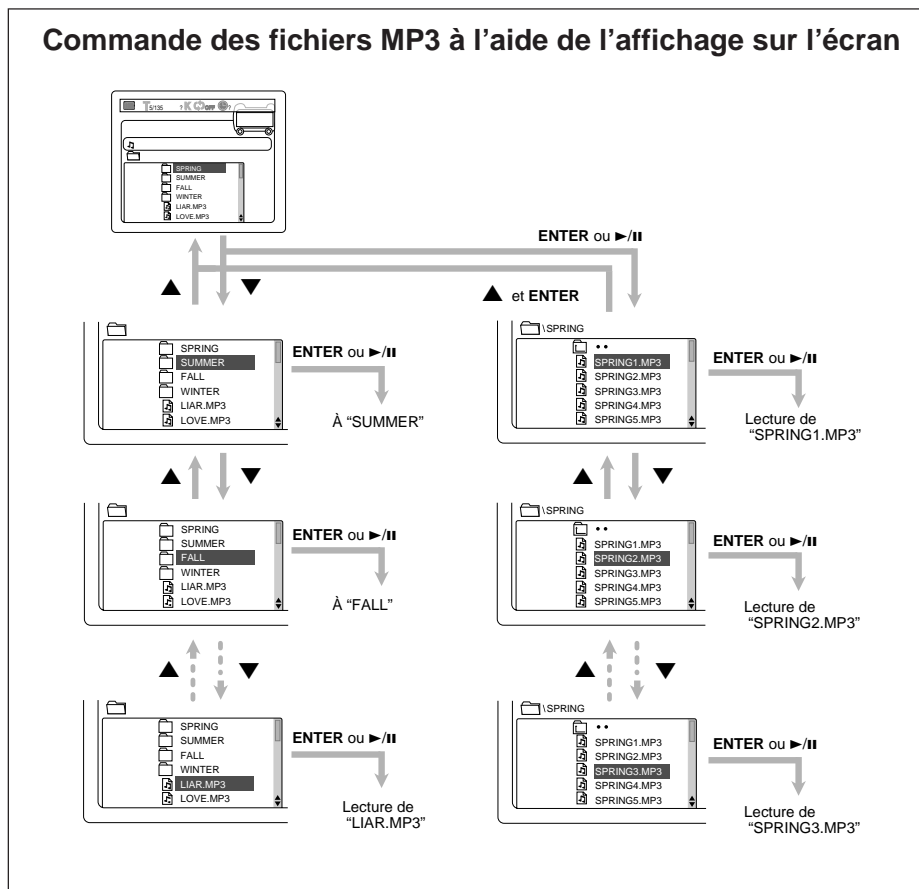 Commande des fichiers MP3 à l'aide de l'affichage sur l'écran
T5/135 ?K OFF ?
SPRING
SUMMER
FALL
WINTER
LIAR.MP3
LOVE.MP3
ENTER ou ►/II
▲ ▼
▲ et ENTER
SPRING
SUMMER
FALL
WINTER
LIAR.MP3
LOVE.MP3
ENTER ou ►/II
À “SUMMER”
\SPRING
••
SPRING1.MP3
SPRING2.MP3
SPRING3.MP3
SPRING4.MP3
SPRING5.MP3
ENTER ou ►/II
Lecture de
“SPRING1.MP3”
▲ ▼
▲ ▼
SPRING
SUMMER
FALL
WINTER
LIAR.MP3
LOVE.MP3
ENTER ou ►/II
À “FALL”
\SPRING
••
SPRING1.MP3
SPRING2.MP3
SPRING3.MP3
SPRING4.MP3
SPRING5.MP3
ENTER ou ►/II
Lecture de
“SPRING2.MP3”
▲ ▼
▲ ▼
SPRING
SUMMER
FALL
WINTER
LIAR.MP3
LOVE.MP3
ENTER ou ►/II
Lecture de
“LIAR.MP3”
\SPRING
••
SPRING1.MP3
SPRING2.MP3
SPRING3.MP3
SPRING4.MP3
SPRING5.MP3
ENTER ou ►/II
Lecture de
“SPRING3.MP3”